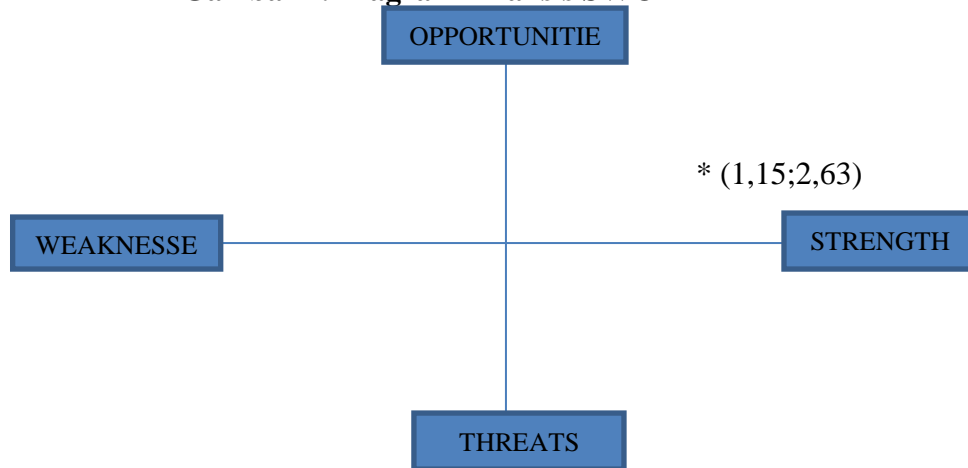 OPPORTUNITIE
* (1,15;2,63)
WEAKNESSE
STRENGTH
THREATS